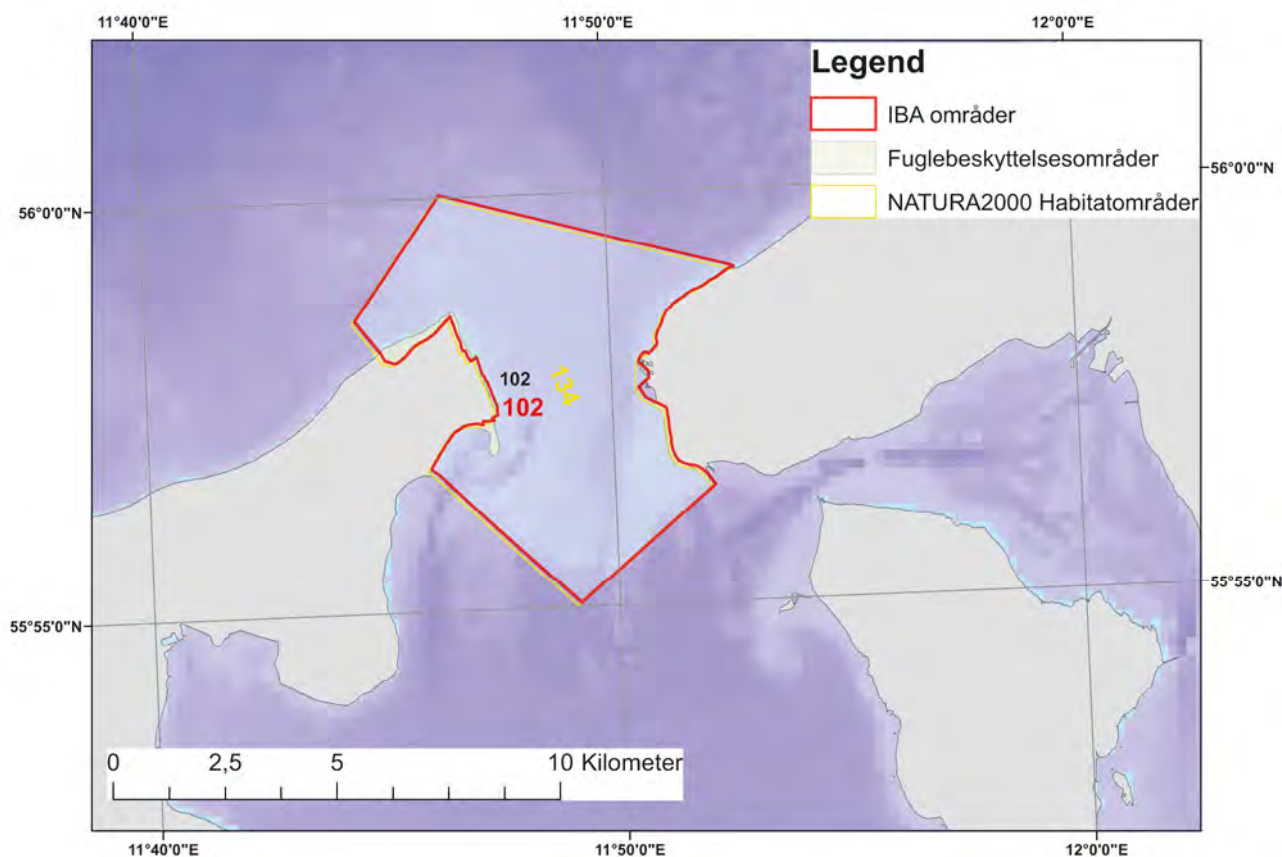 11°40'0"E 11°50'0"E 12°0'0"E
Legend
IBA områder
Fuglebeskyttelsesområder
NATURA2000 Habitatområder
56°0'0"N
56°0'0"N
102
102
134
55°55'0"N
55°55'0"N
0 2,5 5 10 Kilometer
11°40'0"E 11°50'0"E 12°0'0"E